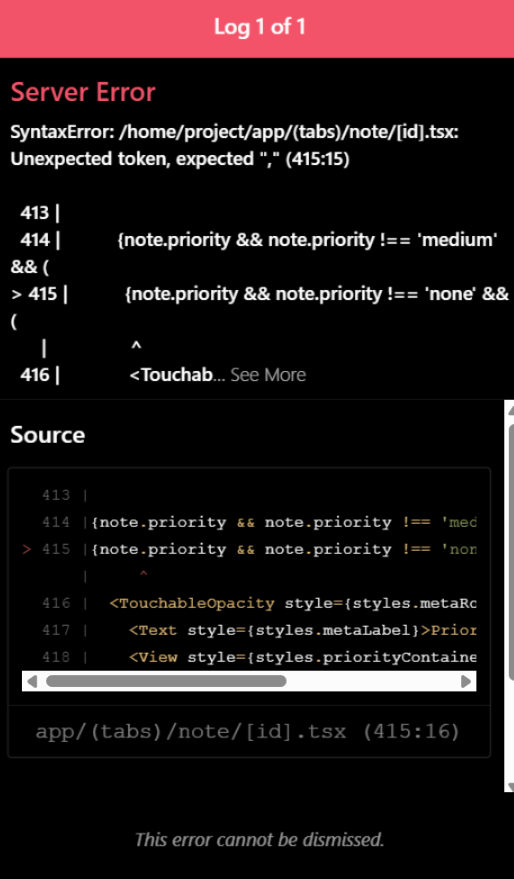 Log 1 of 1
Server Error
SyntaxError: /home/project/app/(tabs)/note/[id].tsx:
Unexpected token, expected "," (415:15)
413 |
414 | {note.priority && note.priority !== 'medium'
&& (
> 415 | {note.priority && note.priority !== 'none' &&
(
| ^
416 | <Touchab... See More
Source
413 |
414 |{note.priority && note.priority !== 'med
> 415 |{note.priority && note.priority !== 'non
| ^
416 | <TouchableOpacity style={styles.metaRo
417 | <Text style={styles.metaLabel}>Prior
418 | <View style={styles.priorityContaine
app/(tabs)/note/[id].tsx (415:16)
This error cannot be dismissed.